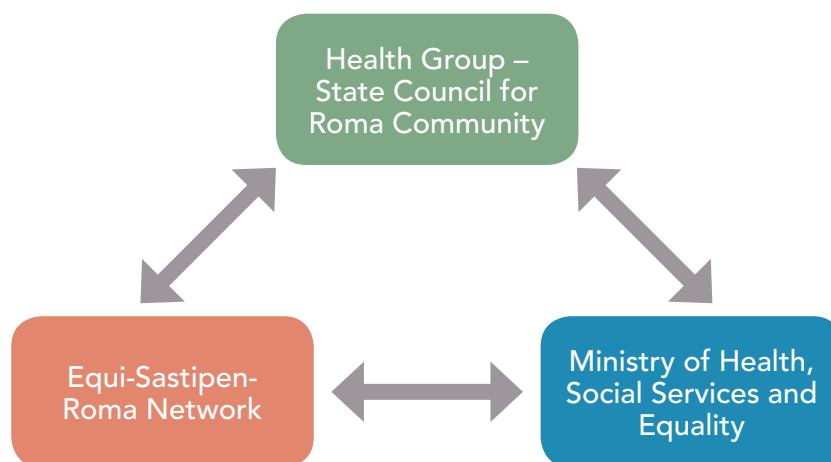 Health Group –
State Council for
Roma Community
Equi-Sastipen-
Roma Network
Ministry of Health,
Social Services and
Equality